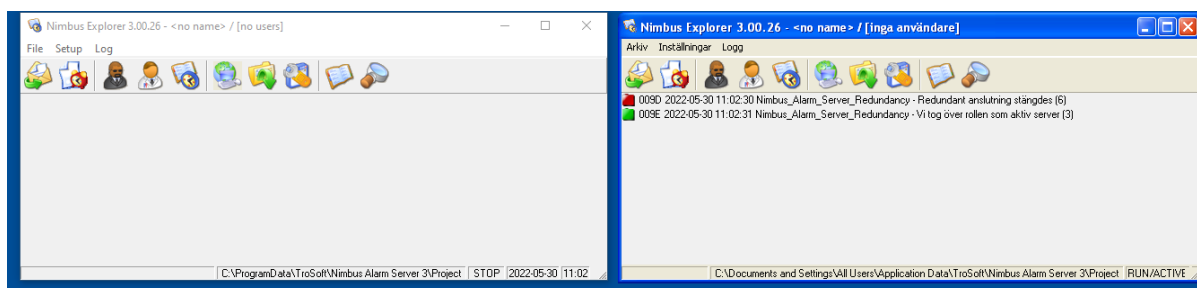 Nimbus Explorer 3.00.26 - <no name> / [no users]
File Setup Log
C:\ProgramData\TroSoft\Nimbus Alarm Server 3\Project STOP 2022-05-30 11:02
Nimbus Explorer 3.00.26 - <no name> / [inga användare]
Arkiv Inställningar Logg
009D 2022-05-30 11:02:30 Nimbus_Alarm_Server_Redundancy - Redundant anslutning stängdes (6)
009E 2022-05-30 11:02:31 Nimbus_Alarm_Server_Redundancy - Vi tog över rollen som aktiv server (3)
C:\Documents and Settings\All Users\Application Data\TroSoft\Nimbus Alarm Server 3\Project RUN/ACTIVE